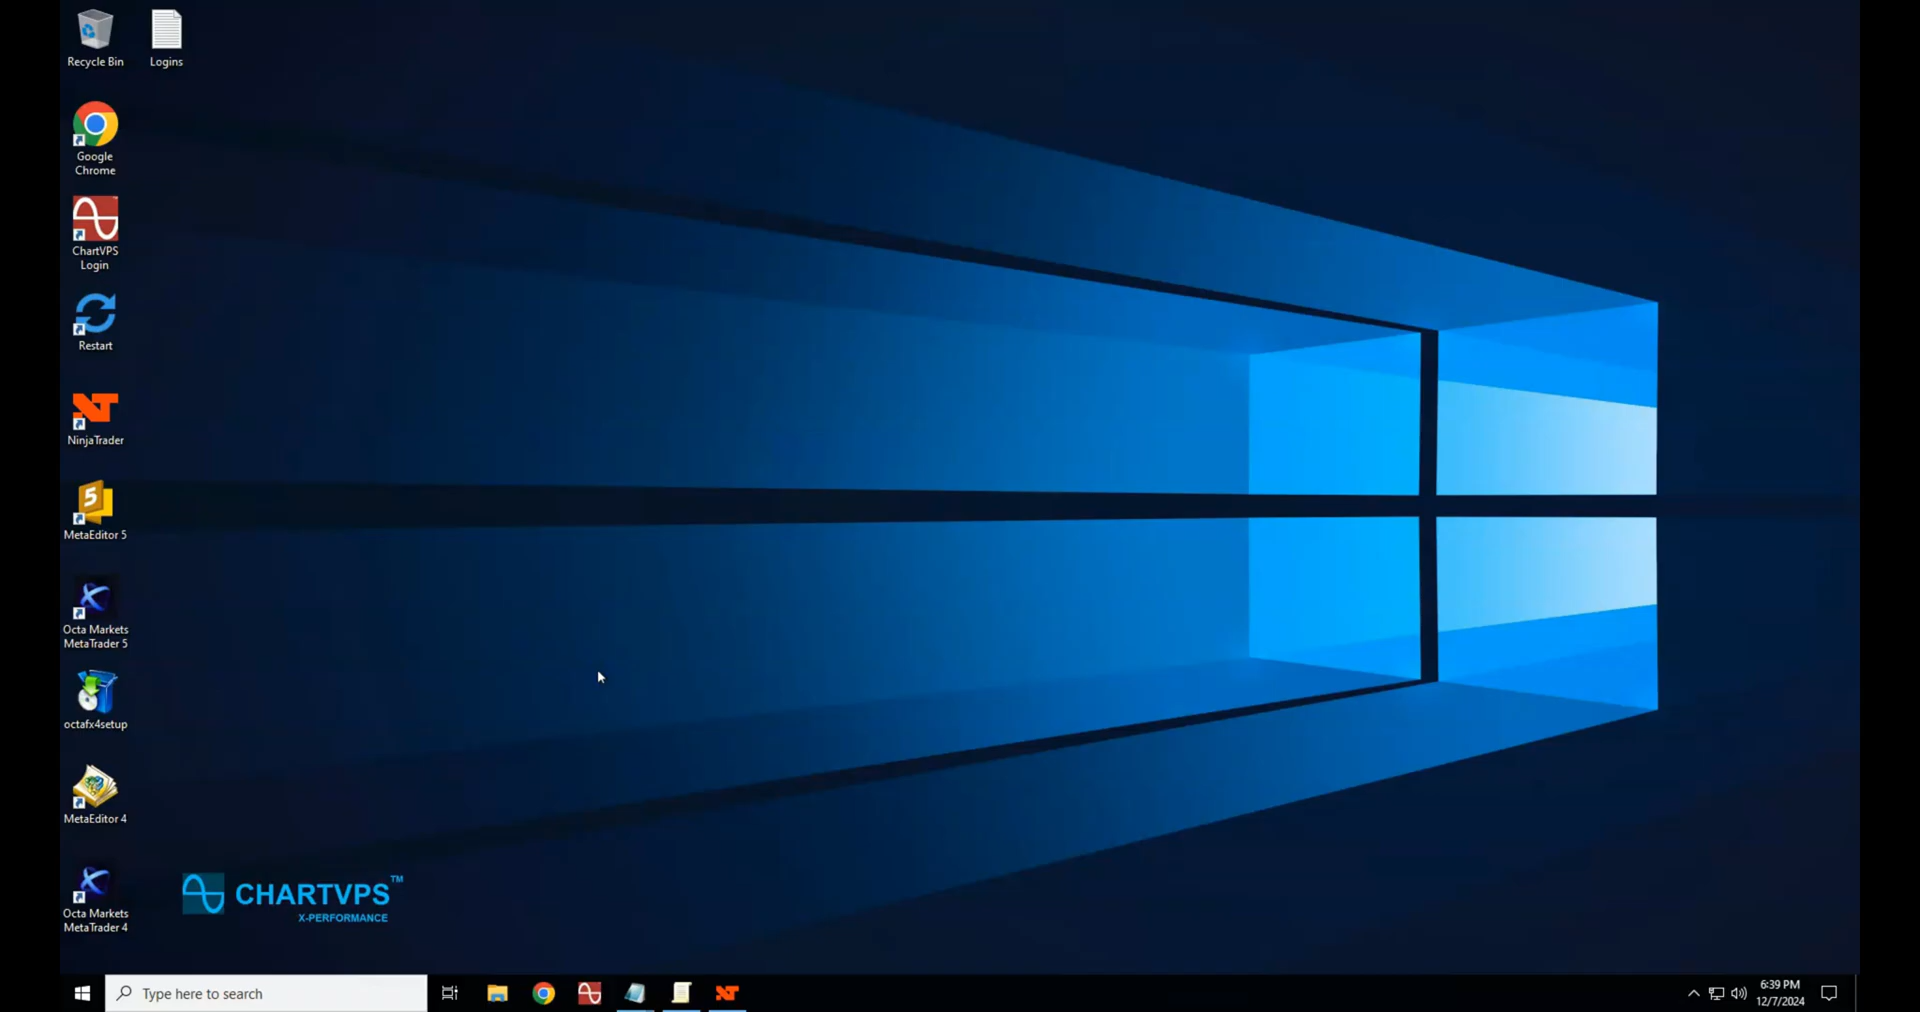 Recycle Bin
Logins
Google
Chrome
ChartVPS
Login
Restart
NinjaTrader
5
MetaEditor 5
Octa Markets
MetaTrader 5
octafx4setup
MetaEditor 4
Octa Markets
MetaTrader 4
CHARTVPS™
X-PERFORMANCE
Type here to search
6:39 PM
12/7/2024